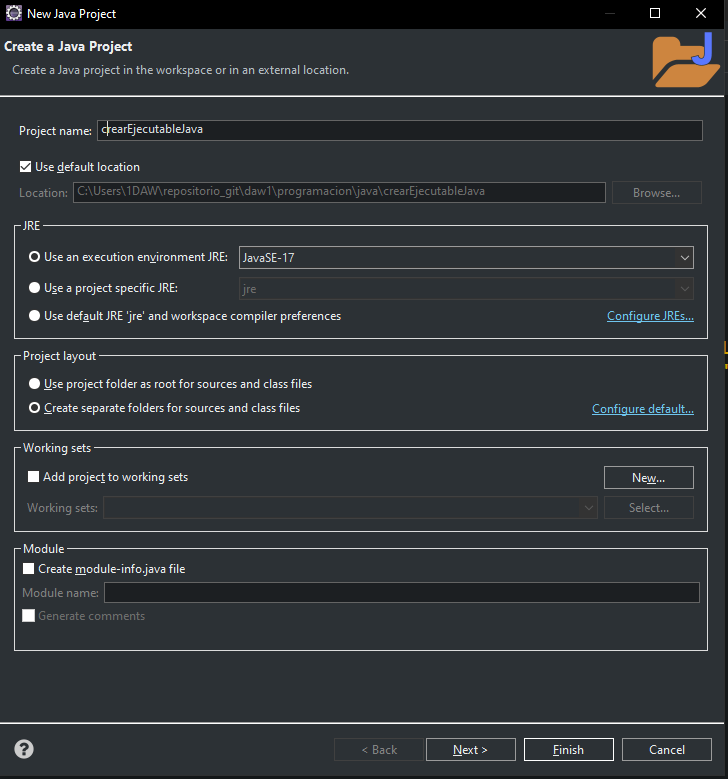 New Java Project
Create a Java Project
Create a Java project in the workspace or in an external location.
Project name: crearEjecutableJava
Use default location
Location: C:\Users\1DAW\repositorio_git\daw1\programacion\java\crearEjecutableJava Browse...
JRE
Use an execution environment JRE: JavaSE-17
Use a project specific JRE: jre
Use default JRE 'jre' and workspace compiler preferences Configure JREs...
Project layout
Use project folder as root for sources and class files
Create separate folders for sources and class files Configure default...
Working sets
Add project to working sets New...
Working sets: Select...
Module
Create module-info.java file
Module name:
Generate comments
? < Back Next > Finish Cancel